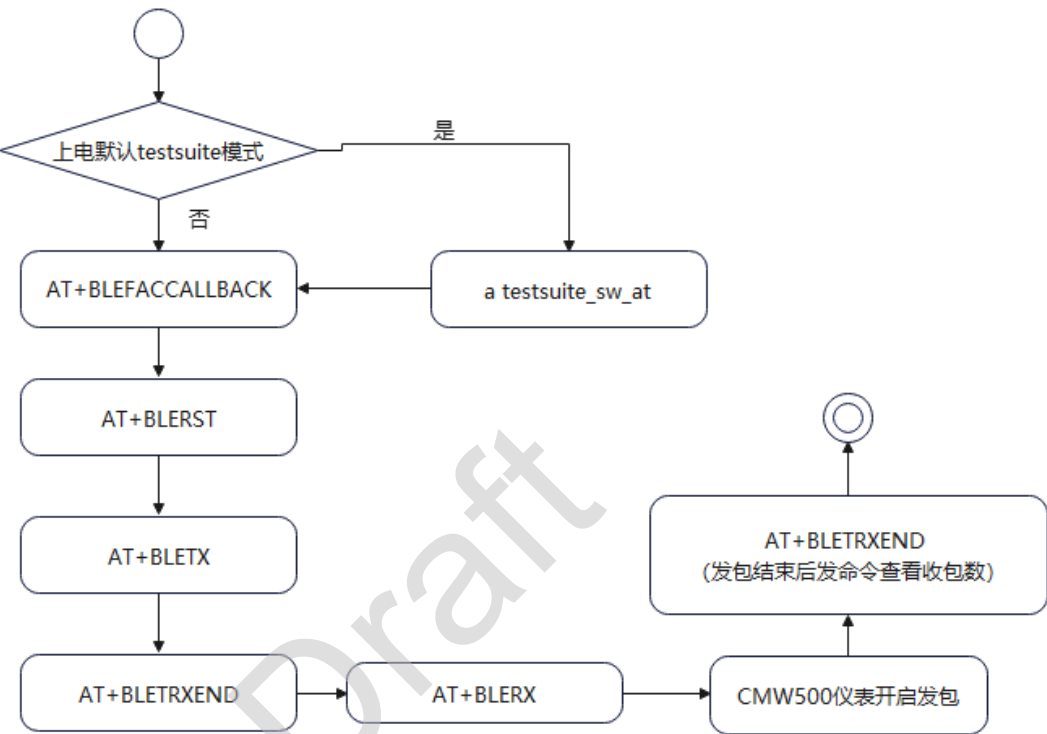 上电默认testsuite模式
是
否
AT+BLEFACCALLBACK
a testsuite_sw_at
AT+BLERST
AT+BLETX
AT+BLETRXEND
(发包结束后发命令查看收包数)
AT+BLETRXEND
AT+BLERX
CMW500仪表开启发包
Draft